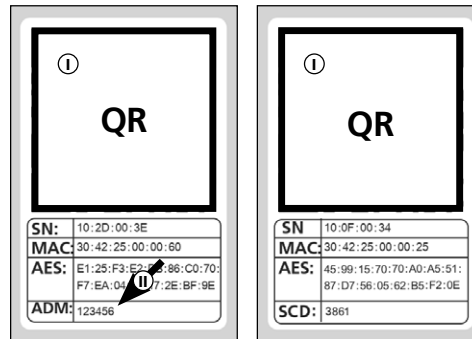 I
QR
SN: 10:2D:00:3E
MAC: 30:42:25:00:00:60
AES: E1:25:F3:E2: :86:C0:70:
F7:EA:04 7:2E:BF:9E
ADM: 123456
II
I
QR
SN 10:0F:00:34
MAC: 30:42:25:00:00:25
AES: 45:99:15:70:70:A0:A5:51:
87:D7:56:05:62:B5:F2:0E
SCD: 3861